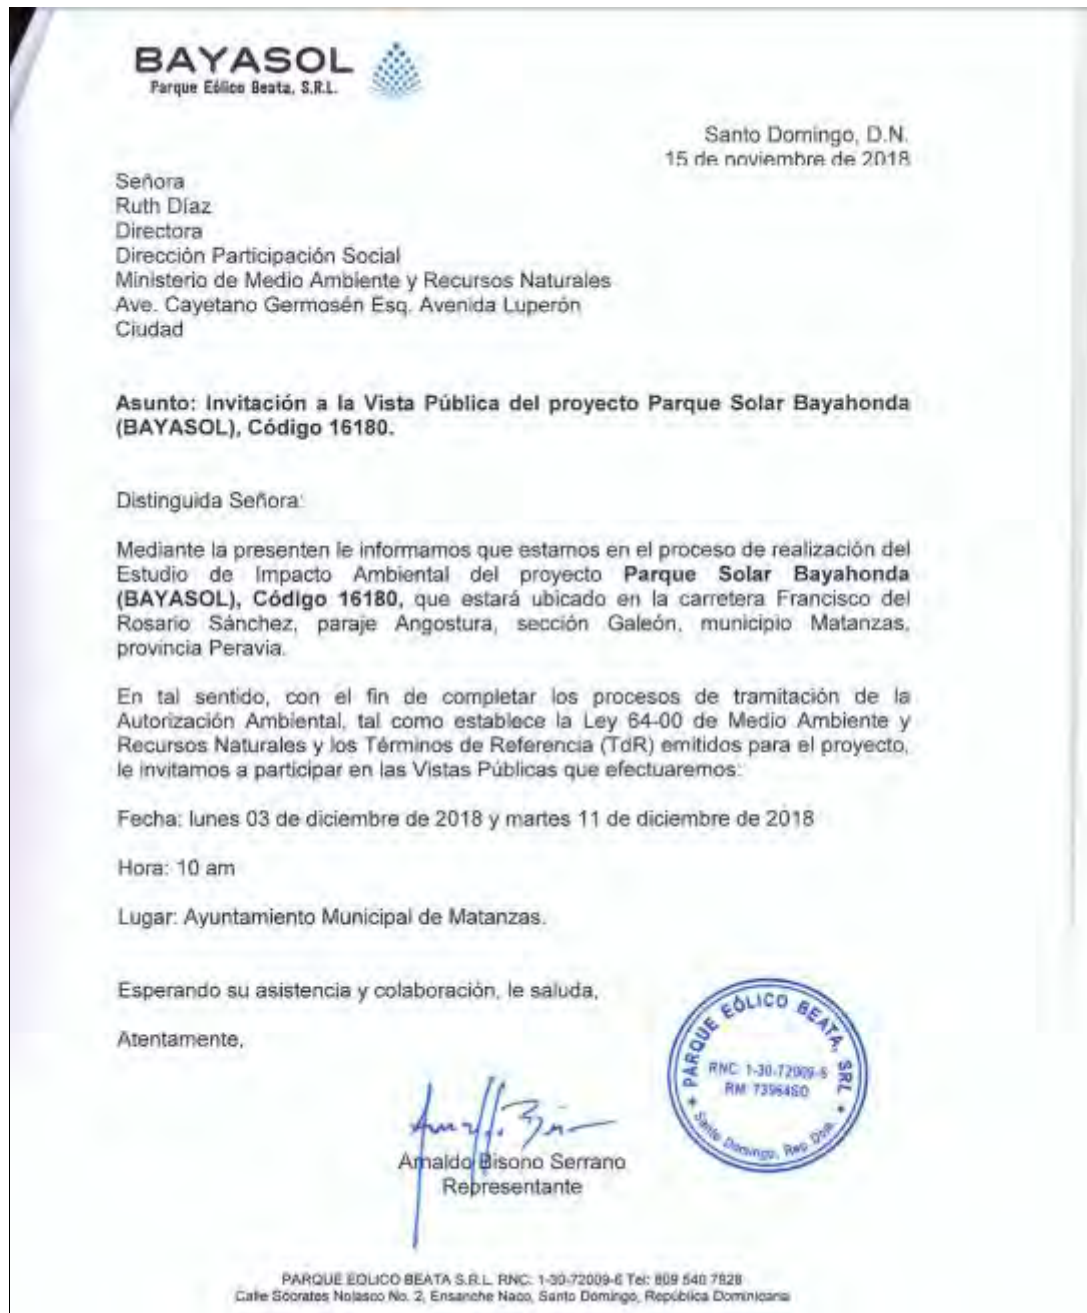 BAYASOL
Parque Eólico Beata, S.R.L.
Santo Domingo, D.N.
15 de noviembre de 2018
Señora
Ruth Díaz
Directora
Dirección Participación Social
Ministerio de Medio Ambiente y Recursos Naturales
Ave. Cayetano Germosén Esq. Avenida Luperón
Ciudad
Asunto: Invitación a la Vista Pública del proyecto Parque Solar Bayahonda
(BAYASOL), Código 16180.
Distinguida Señora:
Mediante la presenten le informamos que estamos en el proceso de realización del
Estudio de Impacto Ambiental del proyecto Parque Solar Bayahonda
(BAYASOL), Código 16180, que estará ubicado en la carretera Francisco del
Rosario Sánchez, paraje Angostura, sección Galeón, municipio Matanzas,
provincia Peravia.
En tal sentido, con el fin de completar los procesos de tramitación de la
Autorización Ambiental, tal como establece la Ley 64-00 de Medio Ambiente y
Recursos Naturales y los Términos de Referencia (TdR) emitidos para el proyecto,
le invitamos a participar en las Vistas Públicas que efectuaremos:
Fecha: lunes 03 de diciembre de 2018 y martes 11 de diciembre de 2018
Hora: 10 am
Lugar: Ayuntamiento Municipal de Matanzas.
Esperando su asistencia y colaboración, le saluda,
Atentamente,
PARQUE EÓLICO BEATA, SRL
RNC: 1-30-72009-6
RM 73964SD
Santo Domingo, Rep. Dom.
Arnaldo Bisono Serrano
Representante
PARQUE EOLICO BEATA S.R.L. RNC: 1-30-72009-6 Tel: 809 540 7828
Calle Sócrates Nolasco No. 2, Ensanche Naco, Santo Domingo, República Dominicana